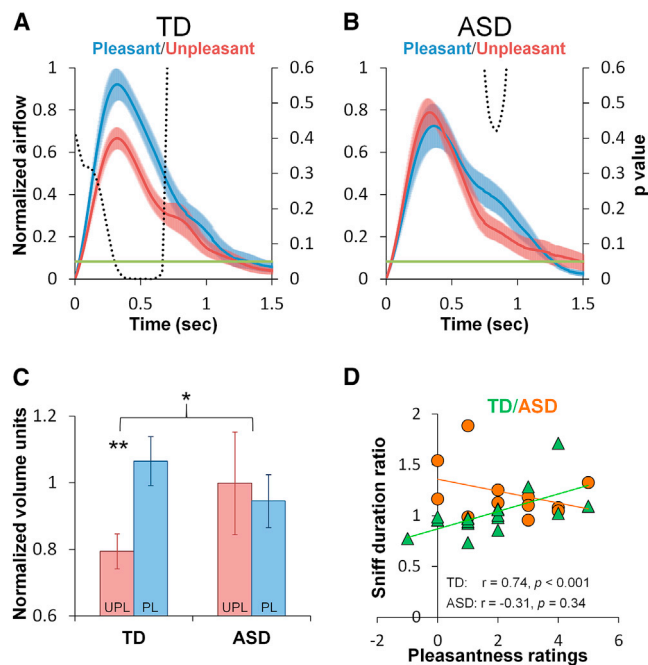 A
TD
Pleasant/Unpleasant
Normalized airflow
1
0.8
0.6
0.4
0.2
0
0.6
0.5
0.4
0.3
0.2
0.1
0
0 0.5 1 1.5
Time (sec)
B
ASD
Pleasant/Unpleasant
1
0.8
0.6
0.4
0.2
0
0.6
0.5
0.4
0.3
0.2
0.1
0
p value
0 0.5 1 1.5
Time (sec)
C
Normalized volume units
1.2
1
0.8
0.6
*
**
UPL PL UPL PL
TD ASD
D
TD/ASD
Sniff duration ratio
2
1.5
1
0.5
0
TD: r = 0.74, p < 0.001
ASD: r = -0.31, p = 0.34
-2 0 2 4 6
Pleasantness ratings